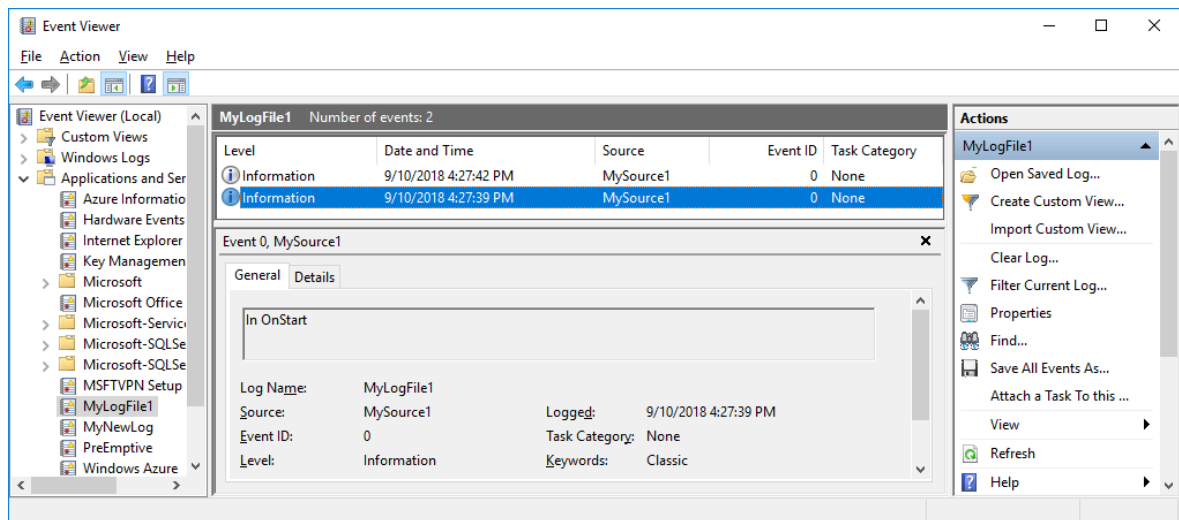 Event Viewer
File Action View Help
Event Viewer (Local)
Custom Views
Windows Logs
Applications and Ser
Azure Informatio
Hardware Events
Internet Explorer
Key Managemen
Microsoft
Microsoft Office
Microsoft-Servic
Microsoft-SQLSe
Microsoft-SQLSe
MSFTVPN Setup
MyLogFile1
MyNewLog
PreEmptive
Windows Azure
MyLogFile1 Number of events: 2
Level Date and Time Source Event ID Task Category
Information 9/10/2018 4:27:42 PM MySource1 0 None
Information 9/10/2018 4:27:39 PM MySource1 0 None
Event 0, MySource1
General Details
In OnStart
Log Name: MyLogFile1
Source: MySource1 Logged: 9/10/2018 4:27:39 PM
Event ID: 0 Task Category: None
Level: Information Keywords: Classic
Actions
MyLogFile1
Open Saved Log...
Create Custom View...
Import Custom View...
Clear Log...
Filter Current Log...
Properties
Find...
Save All Events As...
Attach a Task To this ...
View
Refresh
Help